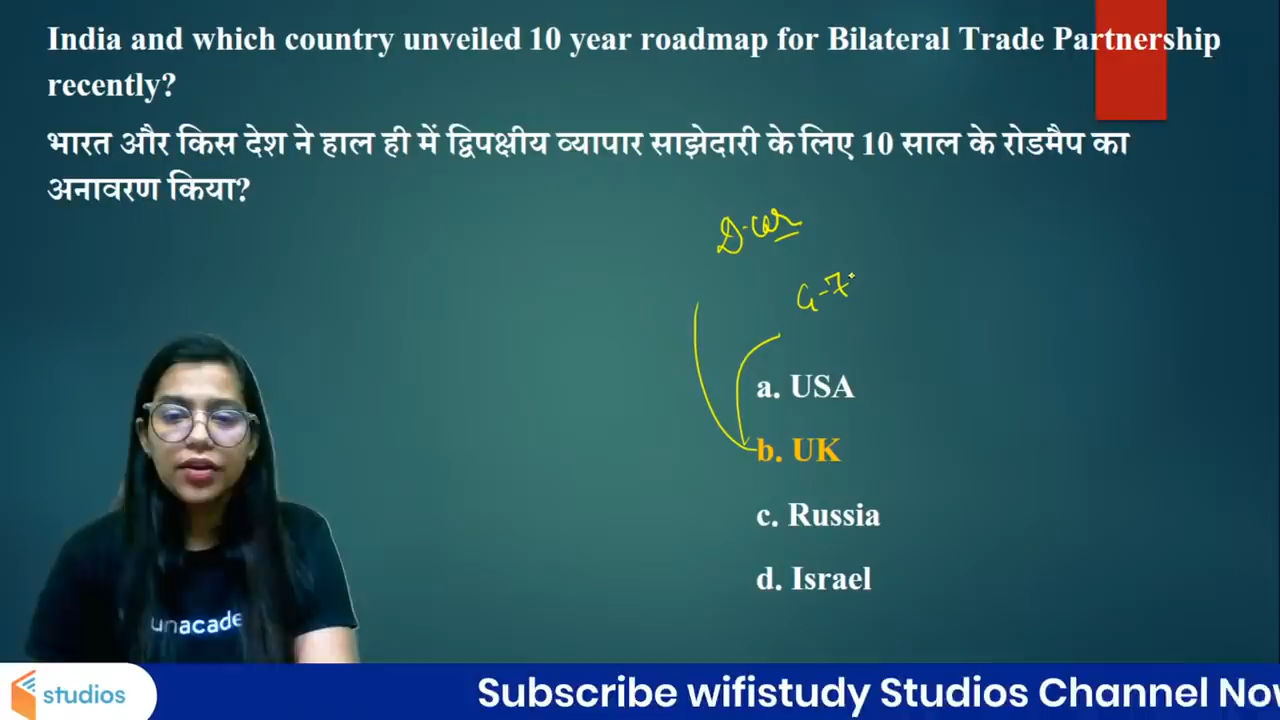 India and which country unveiled 10 year roadmap for Bilateral Trade Partnership
recently?
भारत और किस देश ने हाल ही में द्विपक्षीय व्यापार साझेदारी के लिए 10 साल के रोडमैप का
अनावरण किया?
G-7
a. USA
b. UK
c. Russia
d. Israel
unacade
studios
Subscribe wifistudy Studios Channel Now